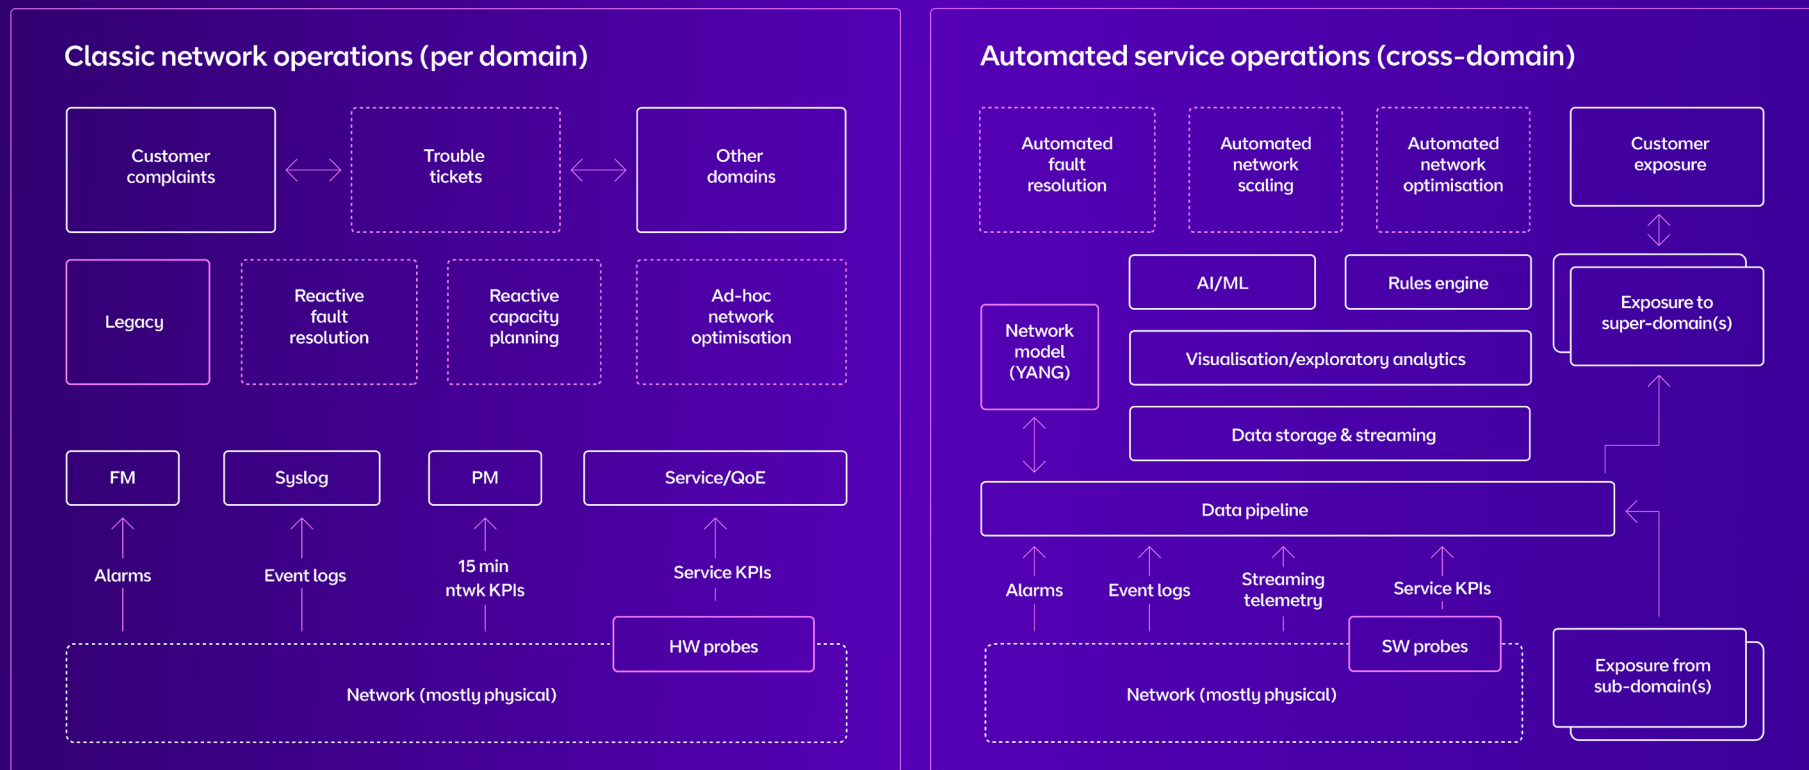 Classic network operations (per domain)
Customer
complaints
Trouble
tickets
Other
domains
Legacy
Reactive
fault
resolution
Reactive
capacity
planning
Ad-hoc
network
optimisation
FM
Syslog
PM
Service/QoE
Alarms
Event logs
15 min
ntwk KPIs
Service KPIs
HW probes
Network (mostly physical)
Automated service operations (cross-domain)
Automated
fault
resolution
Automated
network
scaling
Automated
network
optimisation
Customer
exposure
AI/ML
Rules engine
Exposure to
super-domain(s)
Network
model
(YANG)
Visualisation/exploratory analytics
Data storage & streaming
Data pipeline
Alarms
Event logs
Streaming
telemetry
Service KPIs
SW probes
Network (mostly physical)
Exposure from
sub-domain(s)